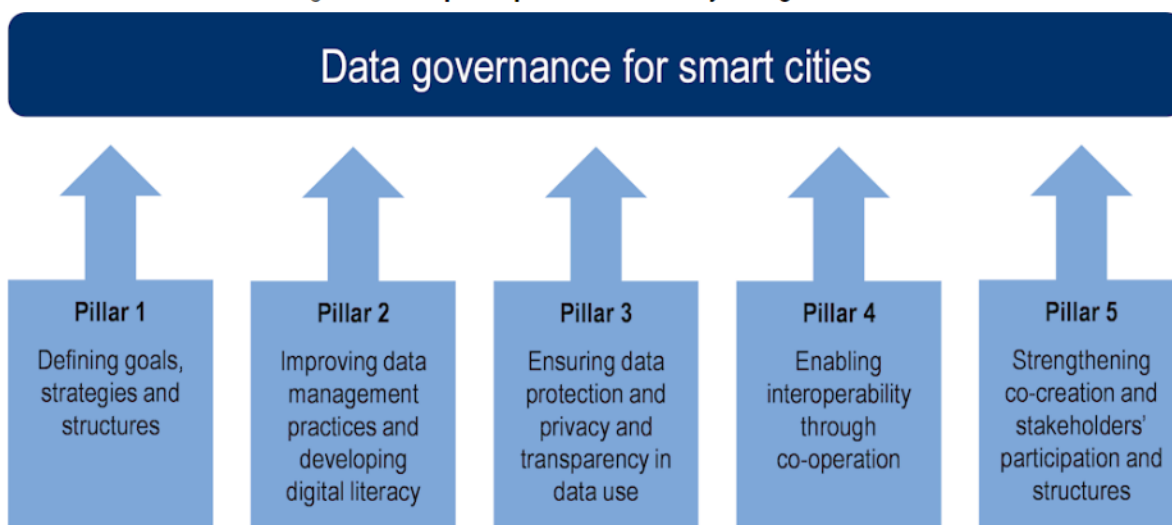 Data governance for smart cities
Pillar 1
Defining goals,
strategies and
structures
Pillar 2
Improving data
management
practices and
developing
digital literacy
Pillar 3
Ensuring data
protection and
privacy and
transparency in
data use
Pillar 4
Enabling
interoperability
through
co-operation
Pillar 5
Strengthening
co-creation and
stakeholders'
participation and
structures